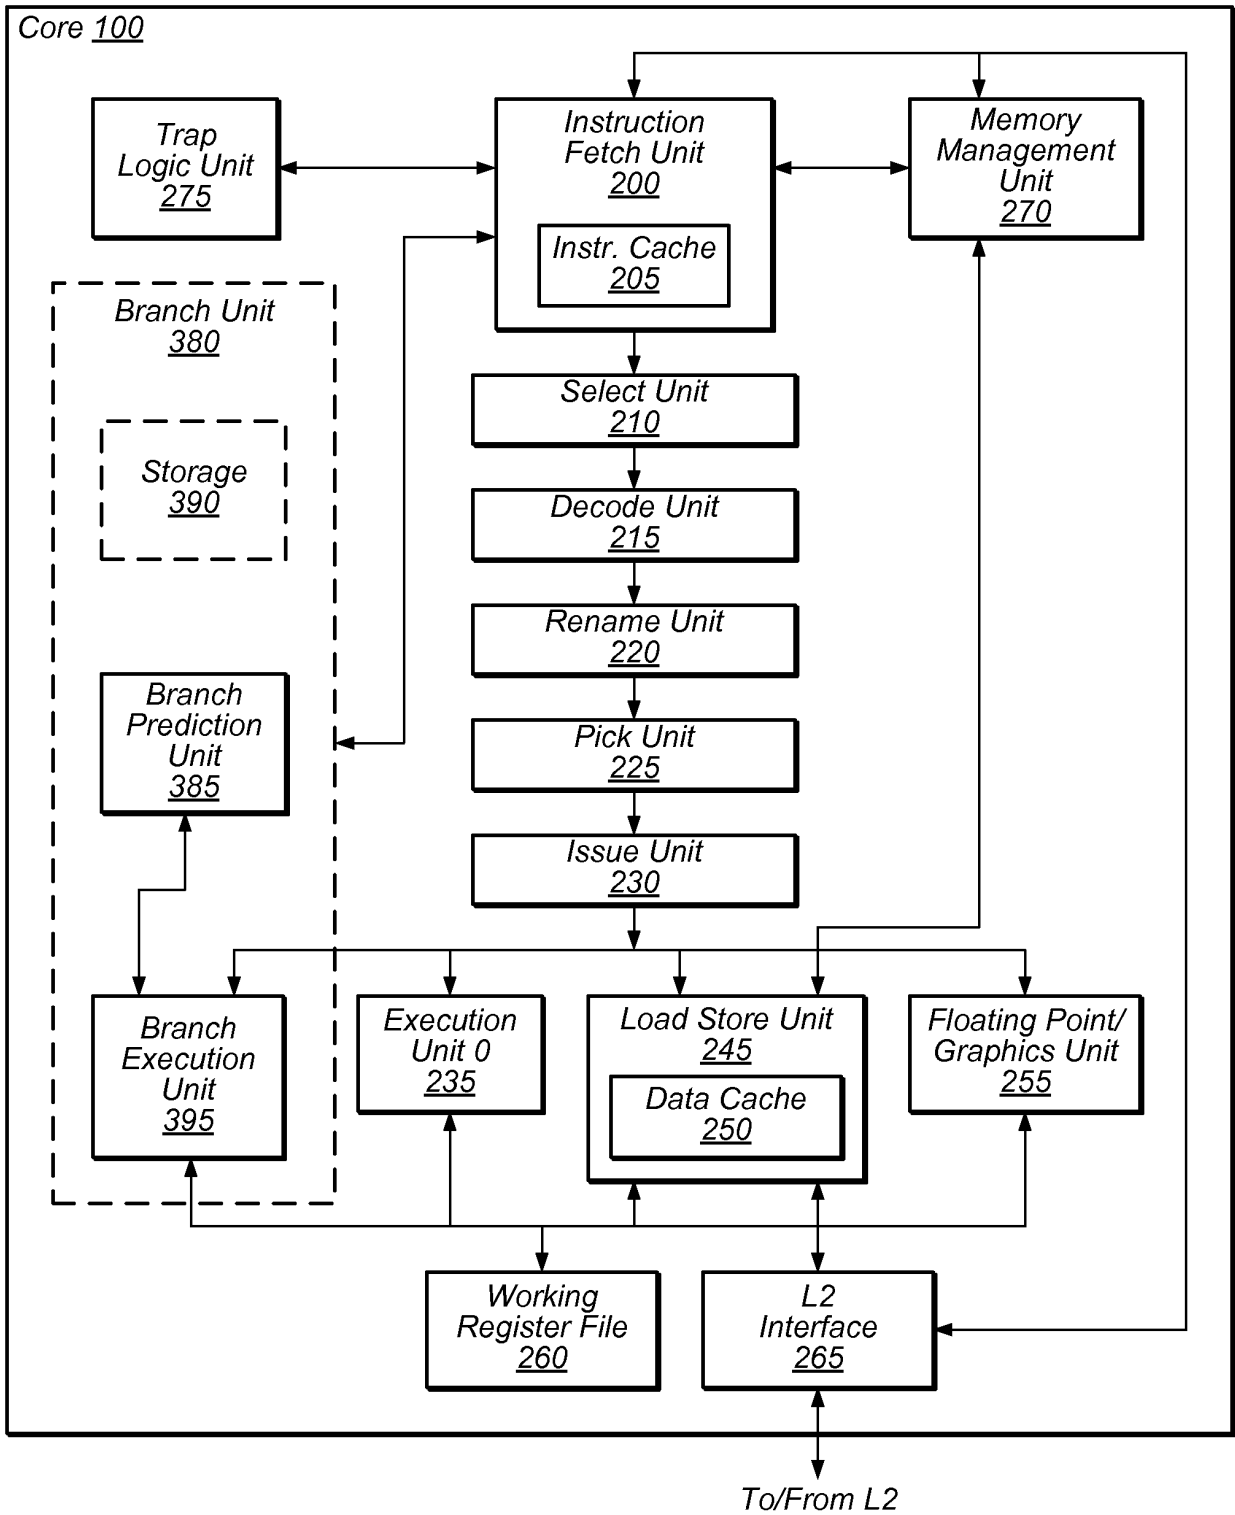 Core 100
Trap
Logic Unit
275
Instruction
Fetch Unit
200
Instr. Cache
205
Memory
Management
Unit
270
Branch Unit
380
Storage
390
Branch
Prediction
Unit
385
Select Unit
210
Decode Unit
215
Rename Unit
220
Pick Unit
225
Issue Unit
230
Branch
Execution
Unit
395
Execution
Unit 0
235
Load Store Unit
245
Data Cache
250
Floating Point/
Graphics Unit
255
Working
Register File
260
L2
Interface
265
To/From L2